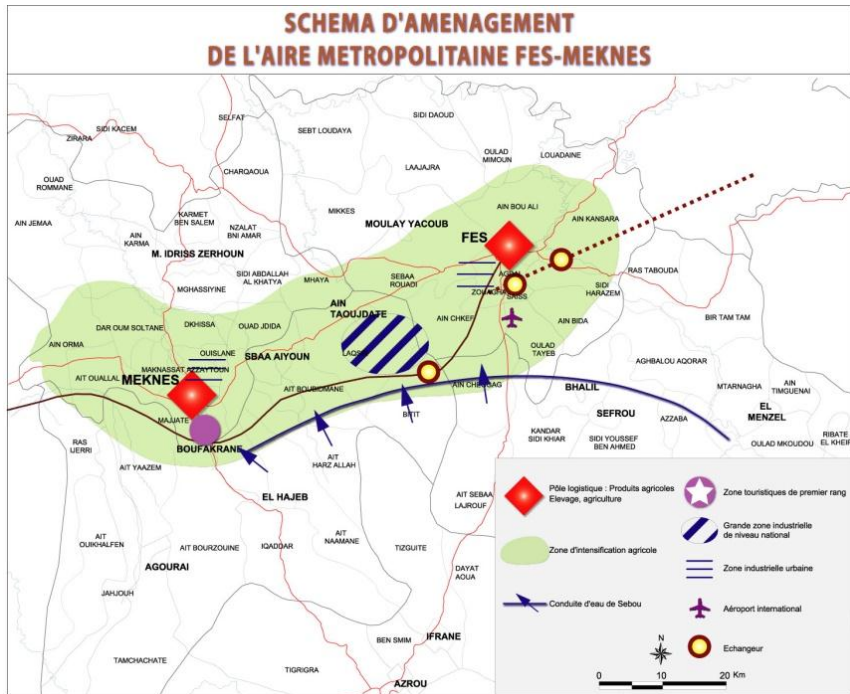 SCHEMA D'AMENAGEMENT
DE L'AIRE METROPOLITAINE FES-MEKNES
SELFAT
SIDI DAOUD
SIDI KACEM
SEBT LOUDAYA
ZIRARA
OULAD
MIMOUN
LOUADAINE
LAAJAJRA
CHARQAOUA
OUAD
ROMMANE
AIN BOU ALI
MIKKES
KARMET
BEN SALEM
AIN JEMAA
NZALAT
BNI AMAR
MOULAY YACOUB
AIN KANSARA
AIN
KARMA
FES
M. IDRISS ZERHOUN
SIDI ABDALLAH
AL KHATYA
MHAYA
SEBAA
ROUADI
RAS TABOUDA
MGHASSIYINE
SIDI
HARAZEM
AIN
TAOUJDATE
BIR TAM TAM
DAR OUM SOLTANE
DKHISSA
OUAD JDIDA
AIN CHKEF
AIN BIDA
AIN ORMA
OUISLANE
SBAA AIYOUN
OULAD
TAYEB
AGHBALOU AQORAR
MAKNASSAT AZZAYTOUN
AIT OUALLAL
MEKNES
BHALIL
MTARNAGHA
AIN
TIMGUENAI
MAJJATE
BITIT
SEFROU
AZZABA
EL
MENZEL
RAS
IJERRI
BOUFAKRANE
KANDAR
SIDI KHIAR
SIDI YOUSSEF
BEN AHMED
OULAD MKOUDOU
RIBATE
EL KHEIR
AIT YAAZEM
AIT
HARZ ALLAH
EL HAJEB
AIT SEBAA
LAJROUF
AIT
OUIKHALFEN
AIT BOURZOUINE
IQADDAR
AIT
NAAMANE
TIZGUITE
AGOURAI
DAYAT
AOUA
JAHJOUH
BEN SMIM
IFRANE
TAMCHACHATE
TIGRIGRA
AZROU
Pôle logistique : Produits agricoles
Elevage, agriculture
Zone d'intensification agricole
Conduite d'eau de Sebou
Zone touristiques de premier rang
Grande zone industrielle
de niveau national
Zone industrielle urbaine
Aéroport international
Echangeur
N
0 10 20 Km